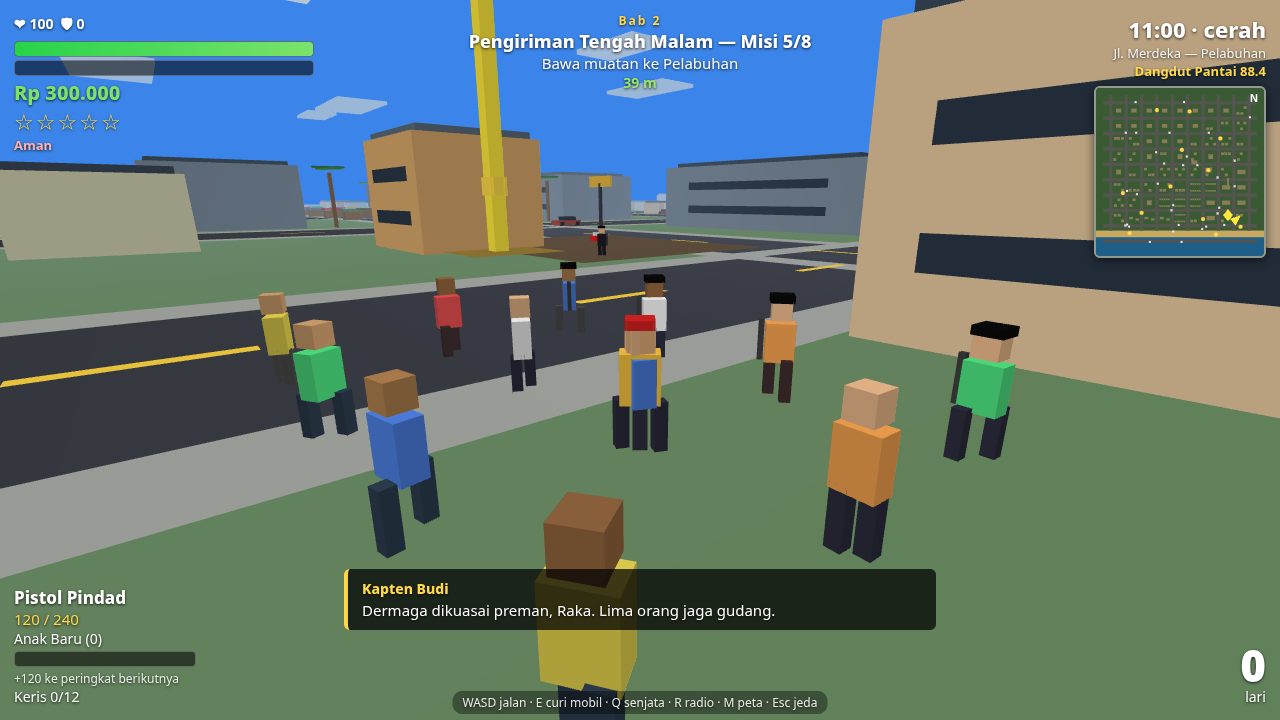 ❤ 100 🛡 0
Rp 300.000
☆☆☆☆☆
Aman
Bab 2
Pengiriman Tengah Malam — Misi 5/8
Bawa muatan ke Pelabuhan
39 m
11:00 · cerah
Jl. Merdeka — Pelabuhan
Dangdut Pantai 88.4
N
Kapten Budi
Dermaga dikuasai preman, Raka. Lima orang jaga gudang.
Pistol Pindad
120 / 240
Anak Baru (0)
+120 ke peringkat berikutnya
Keris 0/12
WASD jalan · E curi mobil · Q senjata · R radio · M peta · Esc jeda
0
lari